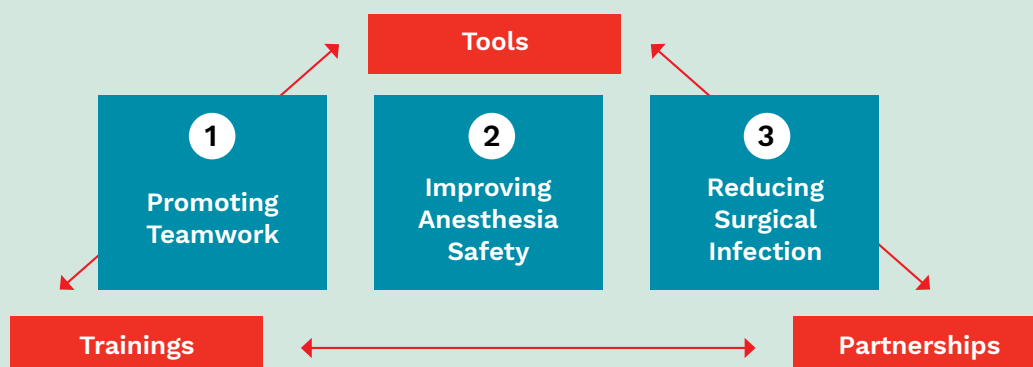 Tools
1
Promoting
Teamwork
2
Improving
Anesthesia
Safety
3
Reducing
Surgical
Infection
Trainings
Partnerships